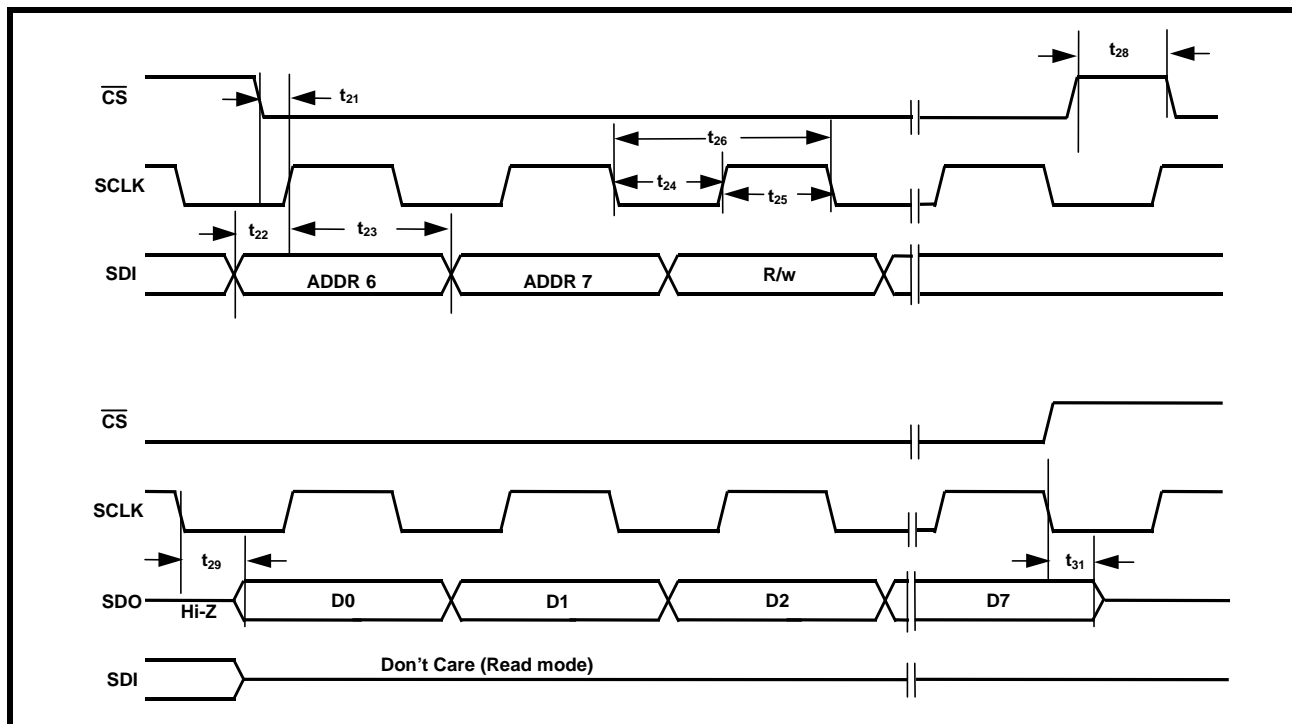 t28
CS
t21
t26
SCLK
t24
t25
t22
t23
SDI
ADDR 6
ADDR 7
R/w
CS
SCLK
t29
t31
SDO
Hi-Z
D0
D1
D2
D7
Don't Care (Read mode)
SDI